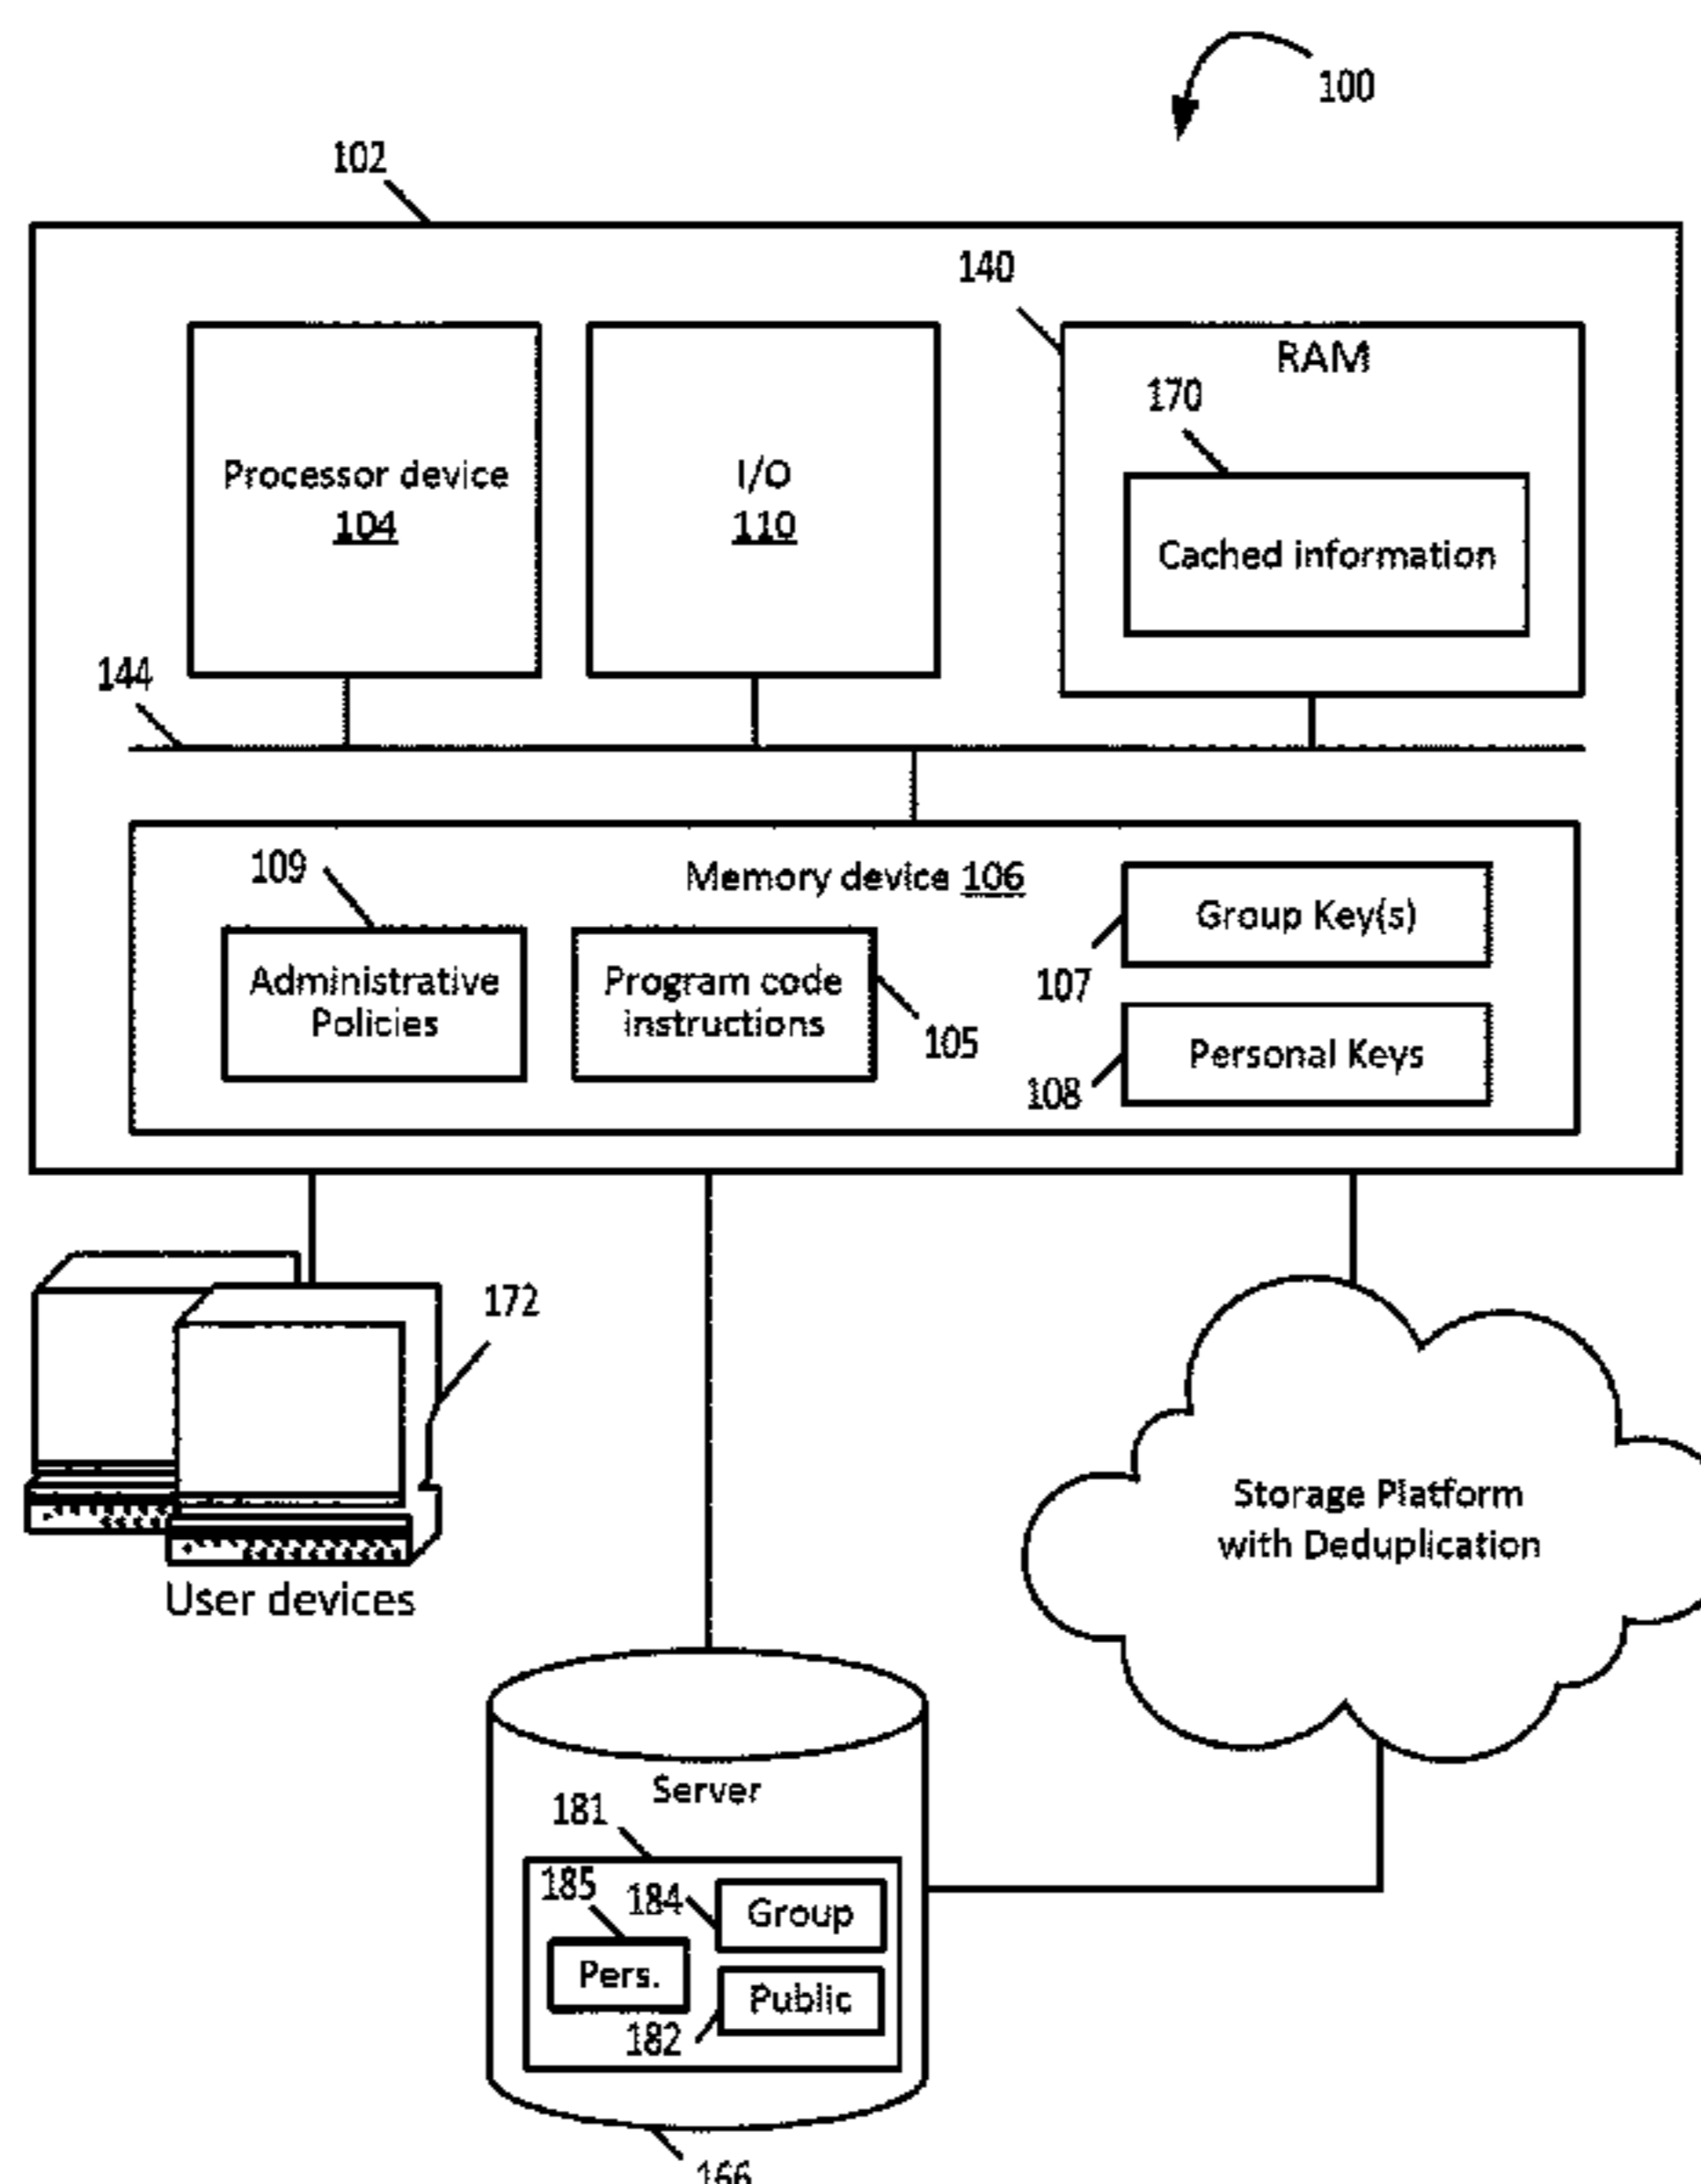 100
102
140
RAM
170
Processor device
104
I/O
110
Cached information
144
109
Memory device 106
Group Key(s)
107
Administrative
Policies
Program code
instructions
105
Personal Keys
108
172
Storage Platform
with Deduplication
User devices
Server
181
185
184
Group
Pers.
Public
182
166